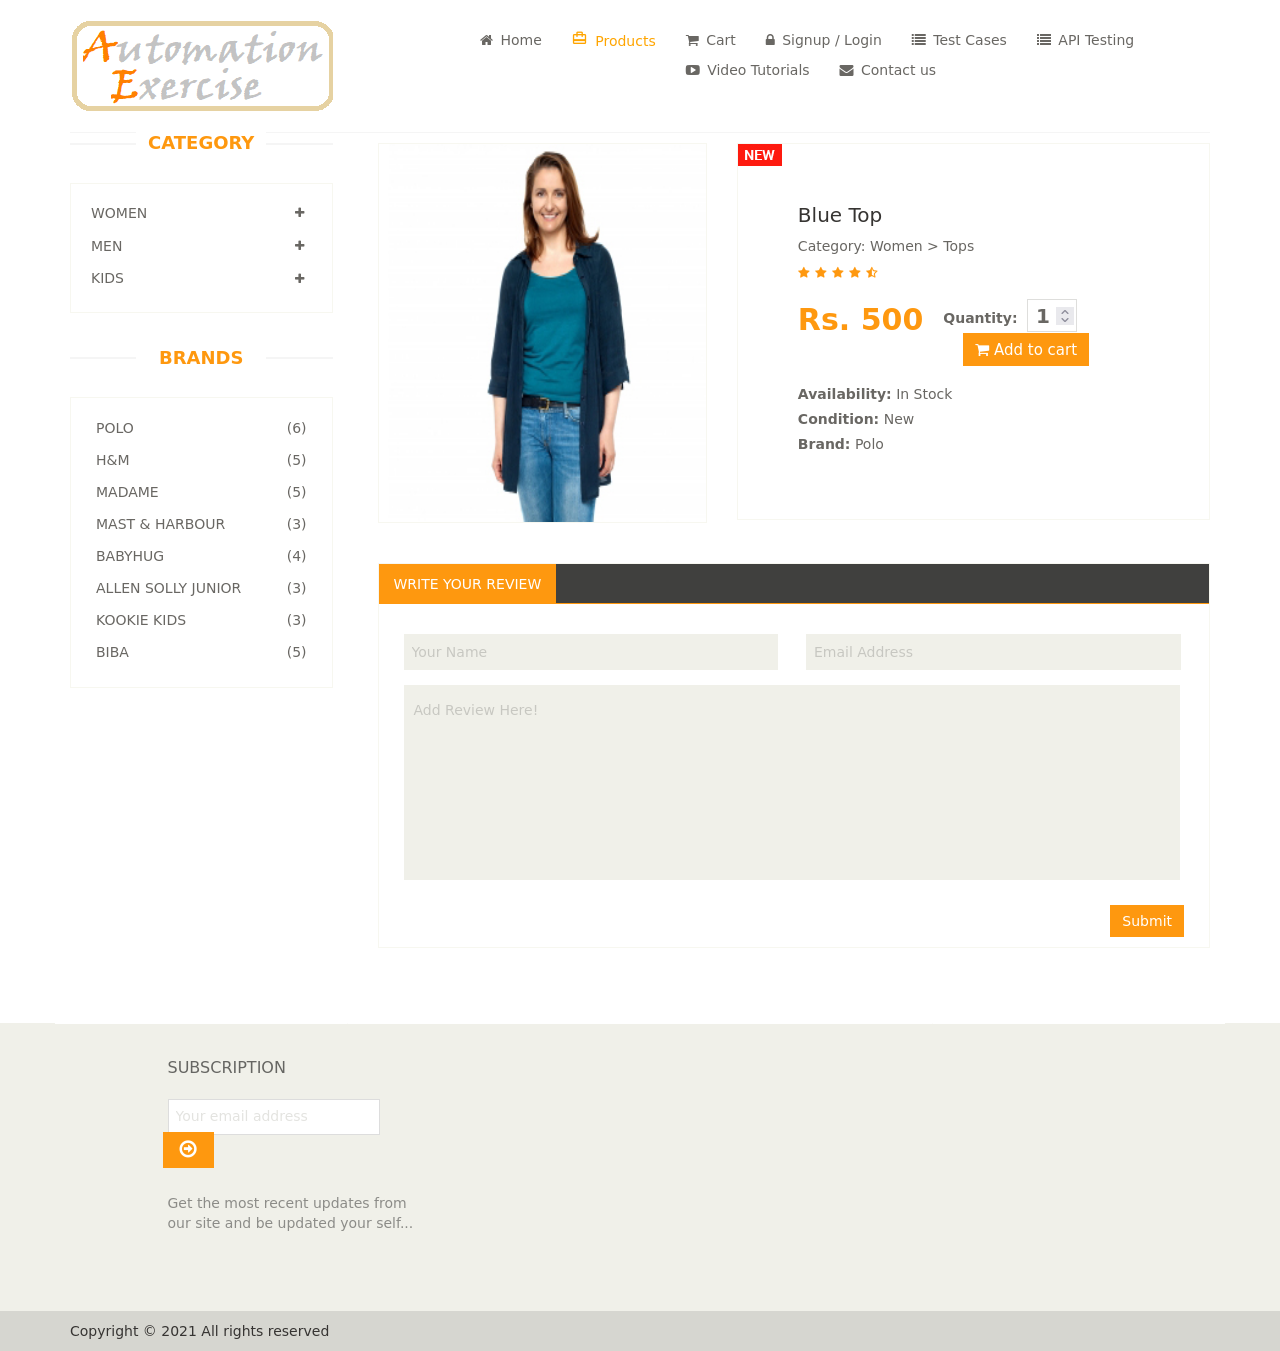 Automation
Exercise
Home Products Cart Signup / Login Test Cases API Testing
Video Tutorials Contact us
CATEGORY
WOMEN
MEN
KIDS
BRANDS
POLO (6)
H&M (5)
MADAME (5)
MAST & HARBOUR (3)
BABYHUG (4)
ALLEN SOLLY JUNIOR (3)
KOOKIE KIDS (3)
BIBA (5)
NEW
Blue Top
Category: Women > Tops
Rs. 500 Quantity: 1
Add to cart
Availability: In Stock
Condition: New
Brand: Polo
WRITE YOUR REVIEW
Your Name Email Address
Add Review Here!
Submit
SUBSCRIPTION
Your email address
Get the most recent updates from
our site and be updated your self...
Copyright © 2021 All rights reserved